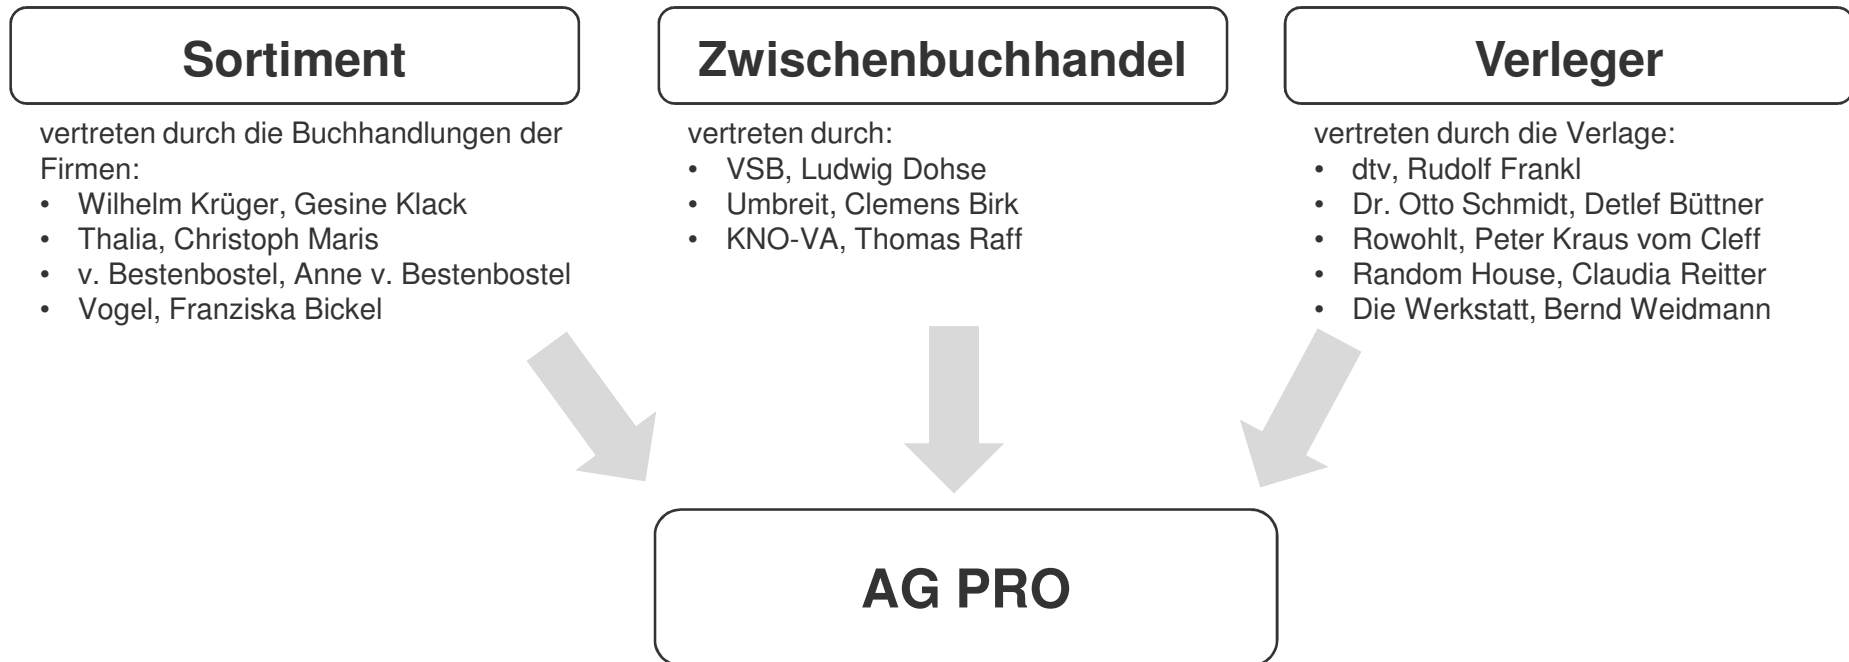 Sortiment
vertreten durch die Buchhandlungen der
Firmen:
• Wilhelm Krüger, Gesine Klack
• Thalia, Christoph Maris
• v. Bestenbostel, Anne v. Bestenbostel
• Vogel, Franziska Bickel
Zwischenbuchhandel
vertreten durch:
• VSB, Ludwig Dohse
• Umbreit, Clemens Birk
• KNO-VA, Thomas Raff
Verleger
vertreten durch die Verlage:
• dtv, Rudolf Frankl
• Dr. Otto Schmidt, Detlef Büttner
• Rowohlt, Peter Kraus vom Cleff
• Random House, Claudia Reitter
• Die Werkstatt, Bernd Weidmann
AG PRO